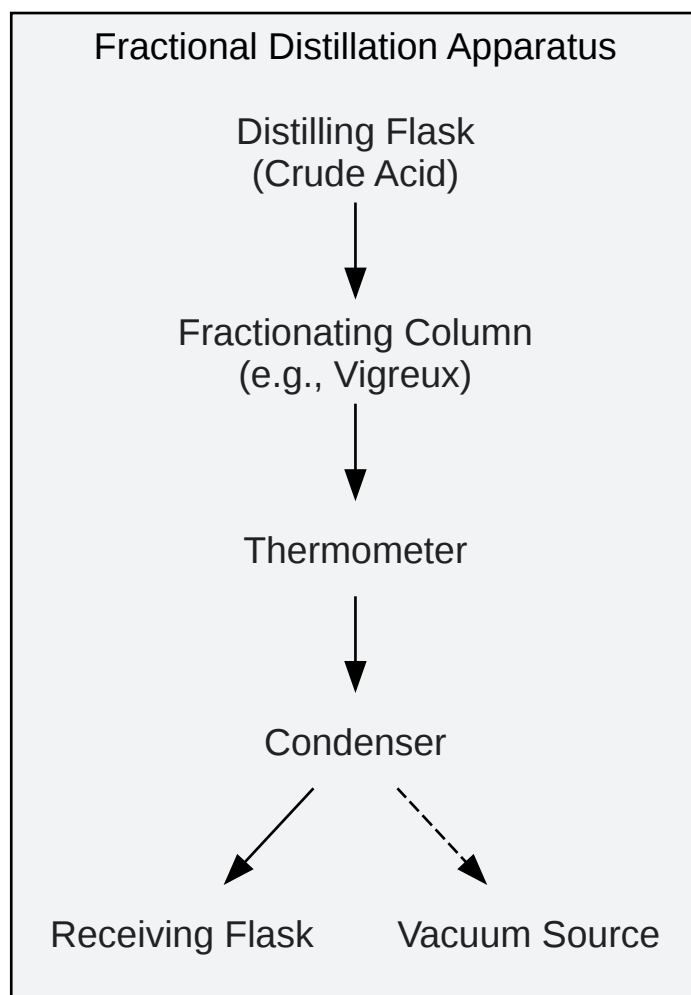 Fractional Distillation Apparatus
Distilling Flask
(Crude Acid)
Fractionating Column
(e.g., Vigreux)
Thermometer
Condenser
Receiving Flask
Vacuum Source